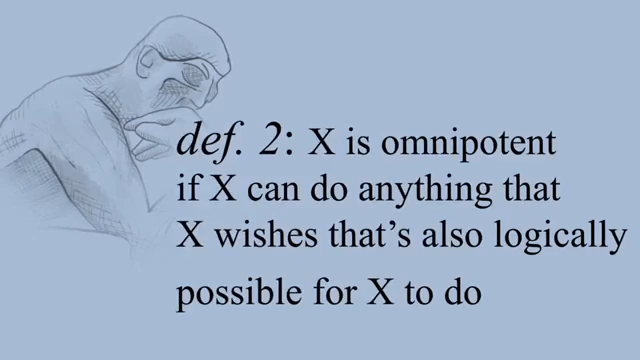 def. 2: X is omnipotent
if X can do anything that
X wishes that’s also logically
possible for X to do